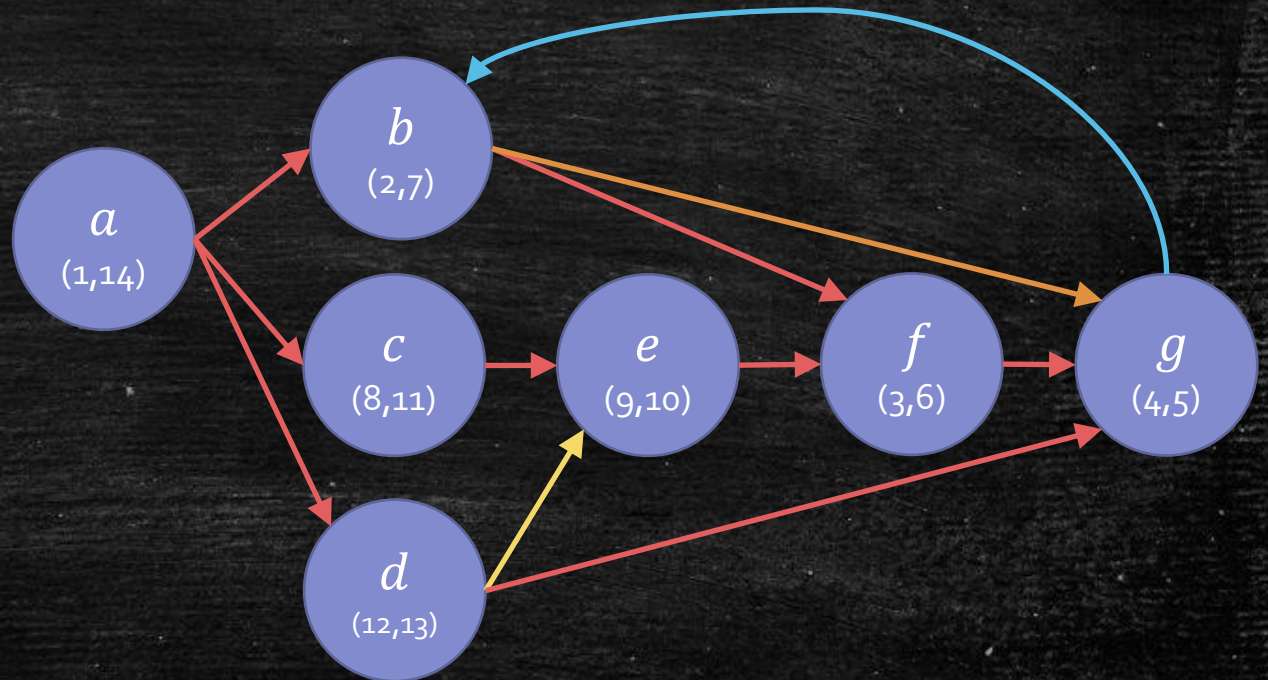 b
(2,7)
a
(1,14)
c
(8,11)
e
(9,10)
f
(3,6)
g
(4,5)
d
(12,13)